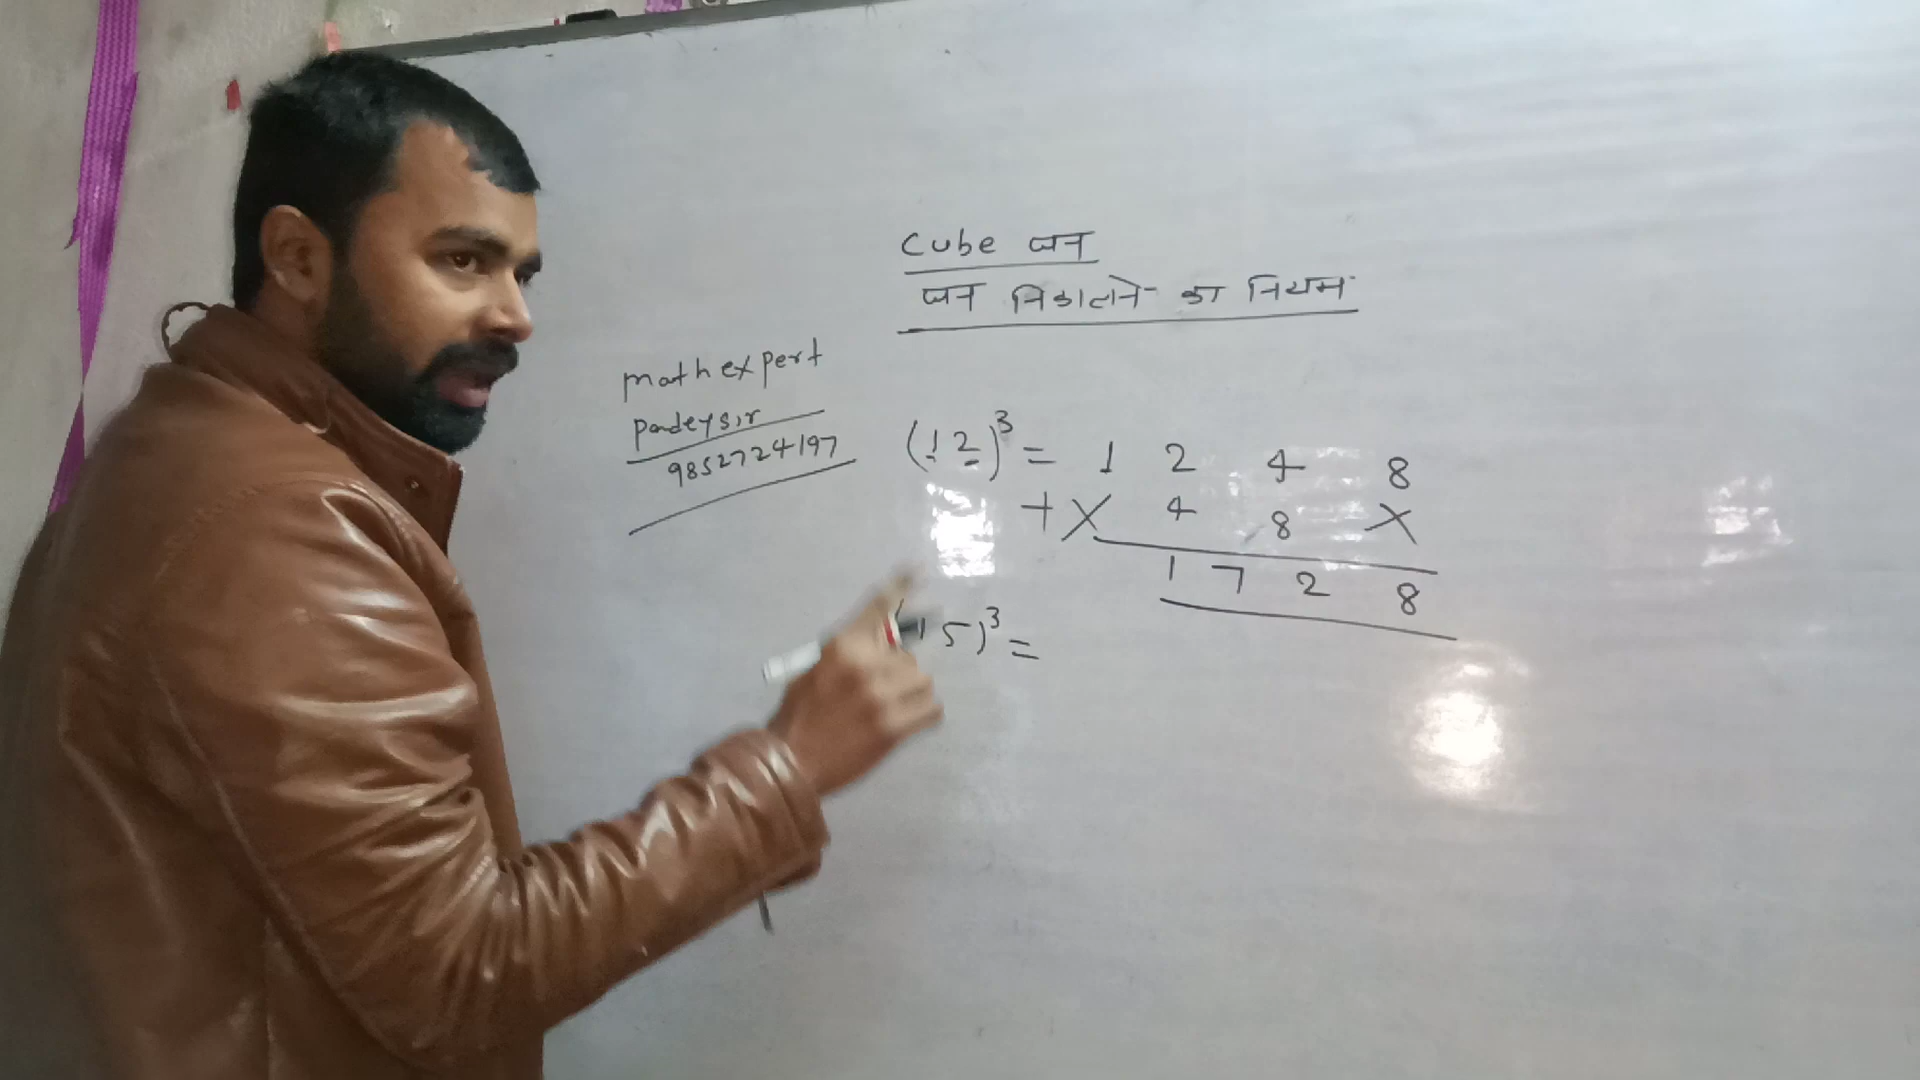 Cube घन
घन निकालने का नियम
math expert
pandeysir
9852724197
(12)³ = 1 2 4 8
+ X 4 8 X
1 7 2 8
(15)³ =